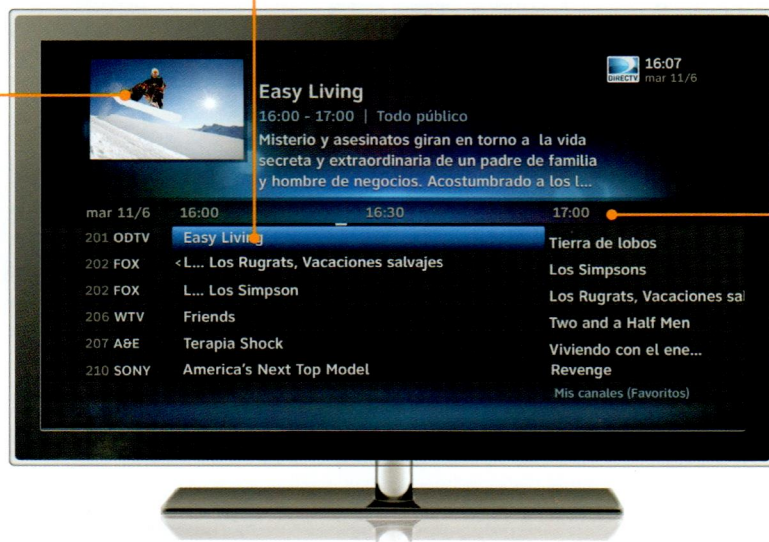 DIRECTV
16:07
mar 11/6
Easy Living
16:00 - 17:00 | Todo público
Misterio y asesinatos giran en torno a la vida
secreta y extraordinaria de un padre de familia
y hombre de negocios. Acostumbrado a los l...
mar 11/6 16:00 16:30 17:00
201 ODTV Easy Living Tierra de lobos
202 FOX <L... Los Rugrats, Vacaciones salvajes Los Simpsons
202 FOX L... Los Simpson Los Rugrats, Vacaciones sal
206 WTV Friends Two and a Half Men
207 A&E Terapia Shock Viviendo con el ene...
210 SONY America's Next Top Model Revenge
Mis canales (Favoritos)